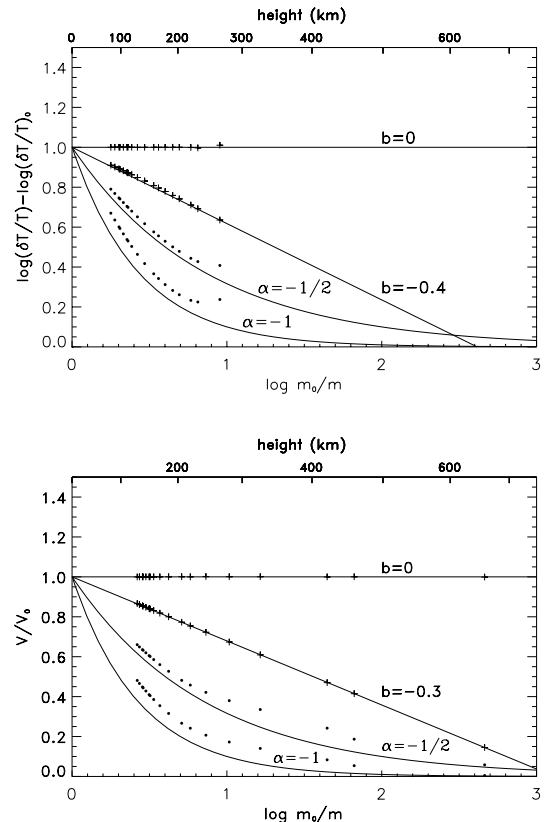 height (km)
0 100 200 300 400 500 600 700
1.4
1.2
1.0
0.8
0.6
0.4
0.2
0.0
log(δT/T)−log(δT/T)₀
b=0
b=−0.4
α=−1/2
α=−1
0 1 2 3
log m₀/m
height (km)
200 400 600
1.4
1.2
1.0
0.8
0.6
0.4
0.2
0.0
V/V₀
b=0
b=−0.3
α=−1/2
α=−1
0 1 2 3
log m₀/m